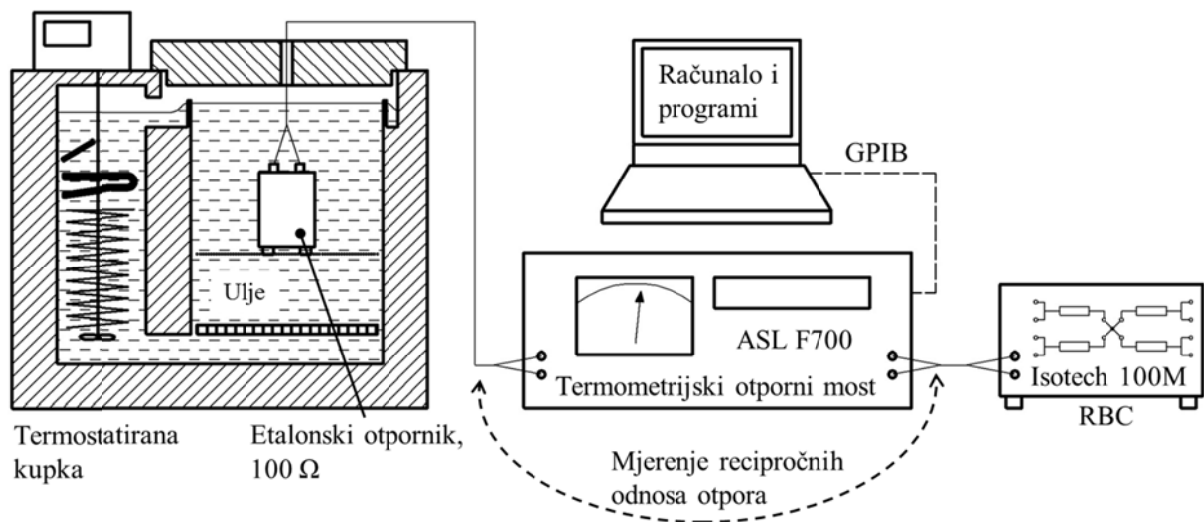 Računalo i
programi
GPIB
Ulje
ASL F700
Termometrijski otporni most
Isotech 100M
RBC
Termostatirana
kupka
Etalonski otpornik,
100 Ω
Mjerenje recipročnih
odnosa otpora